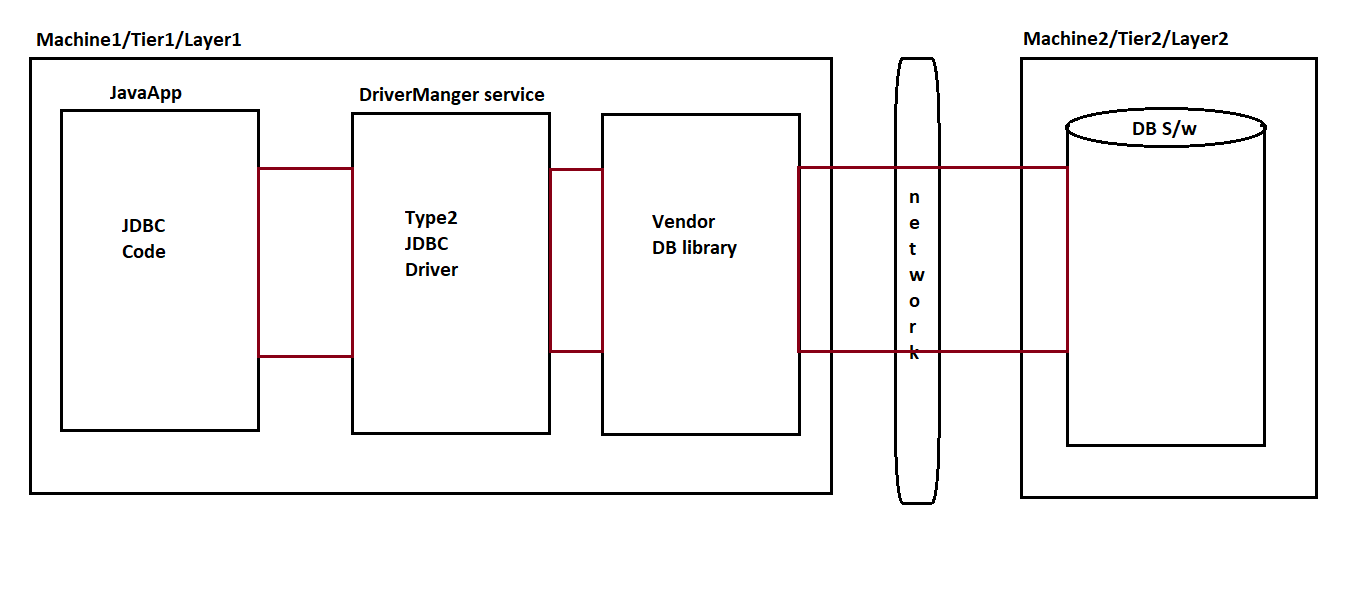 Machine1/Tier1/Layer1
Machine2/Tier2/Layer2
JavaApp
DriverManger service
JDBC
Code
Type2
JDBC
Driver
Vendor
DB library
n
e
t
w
o
r
k
DB S/w